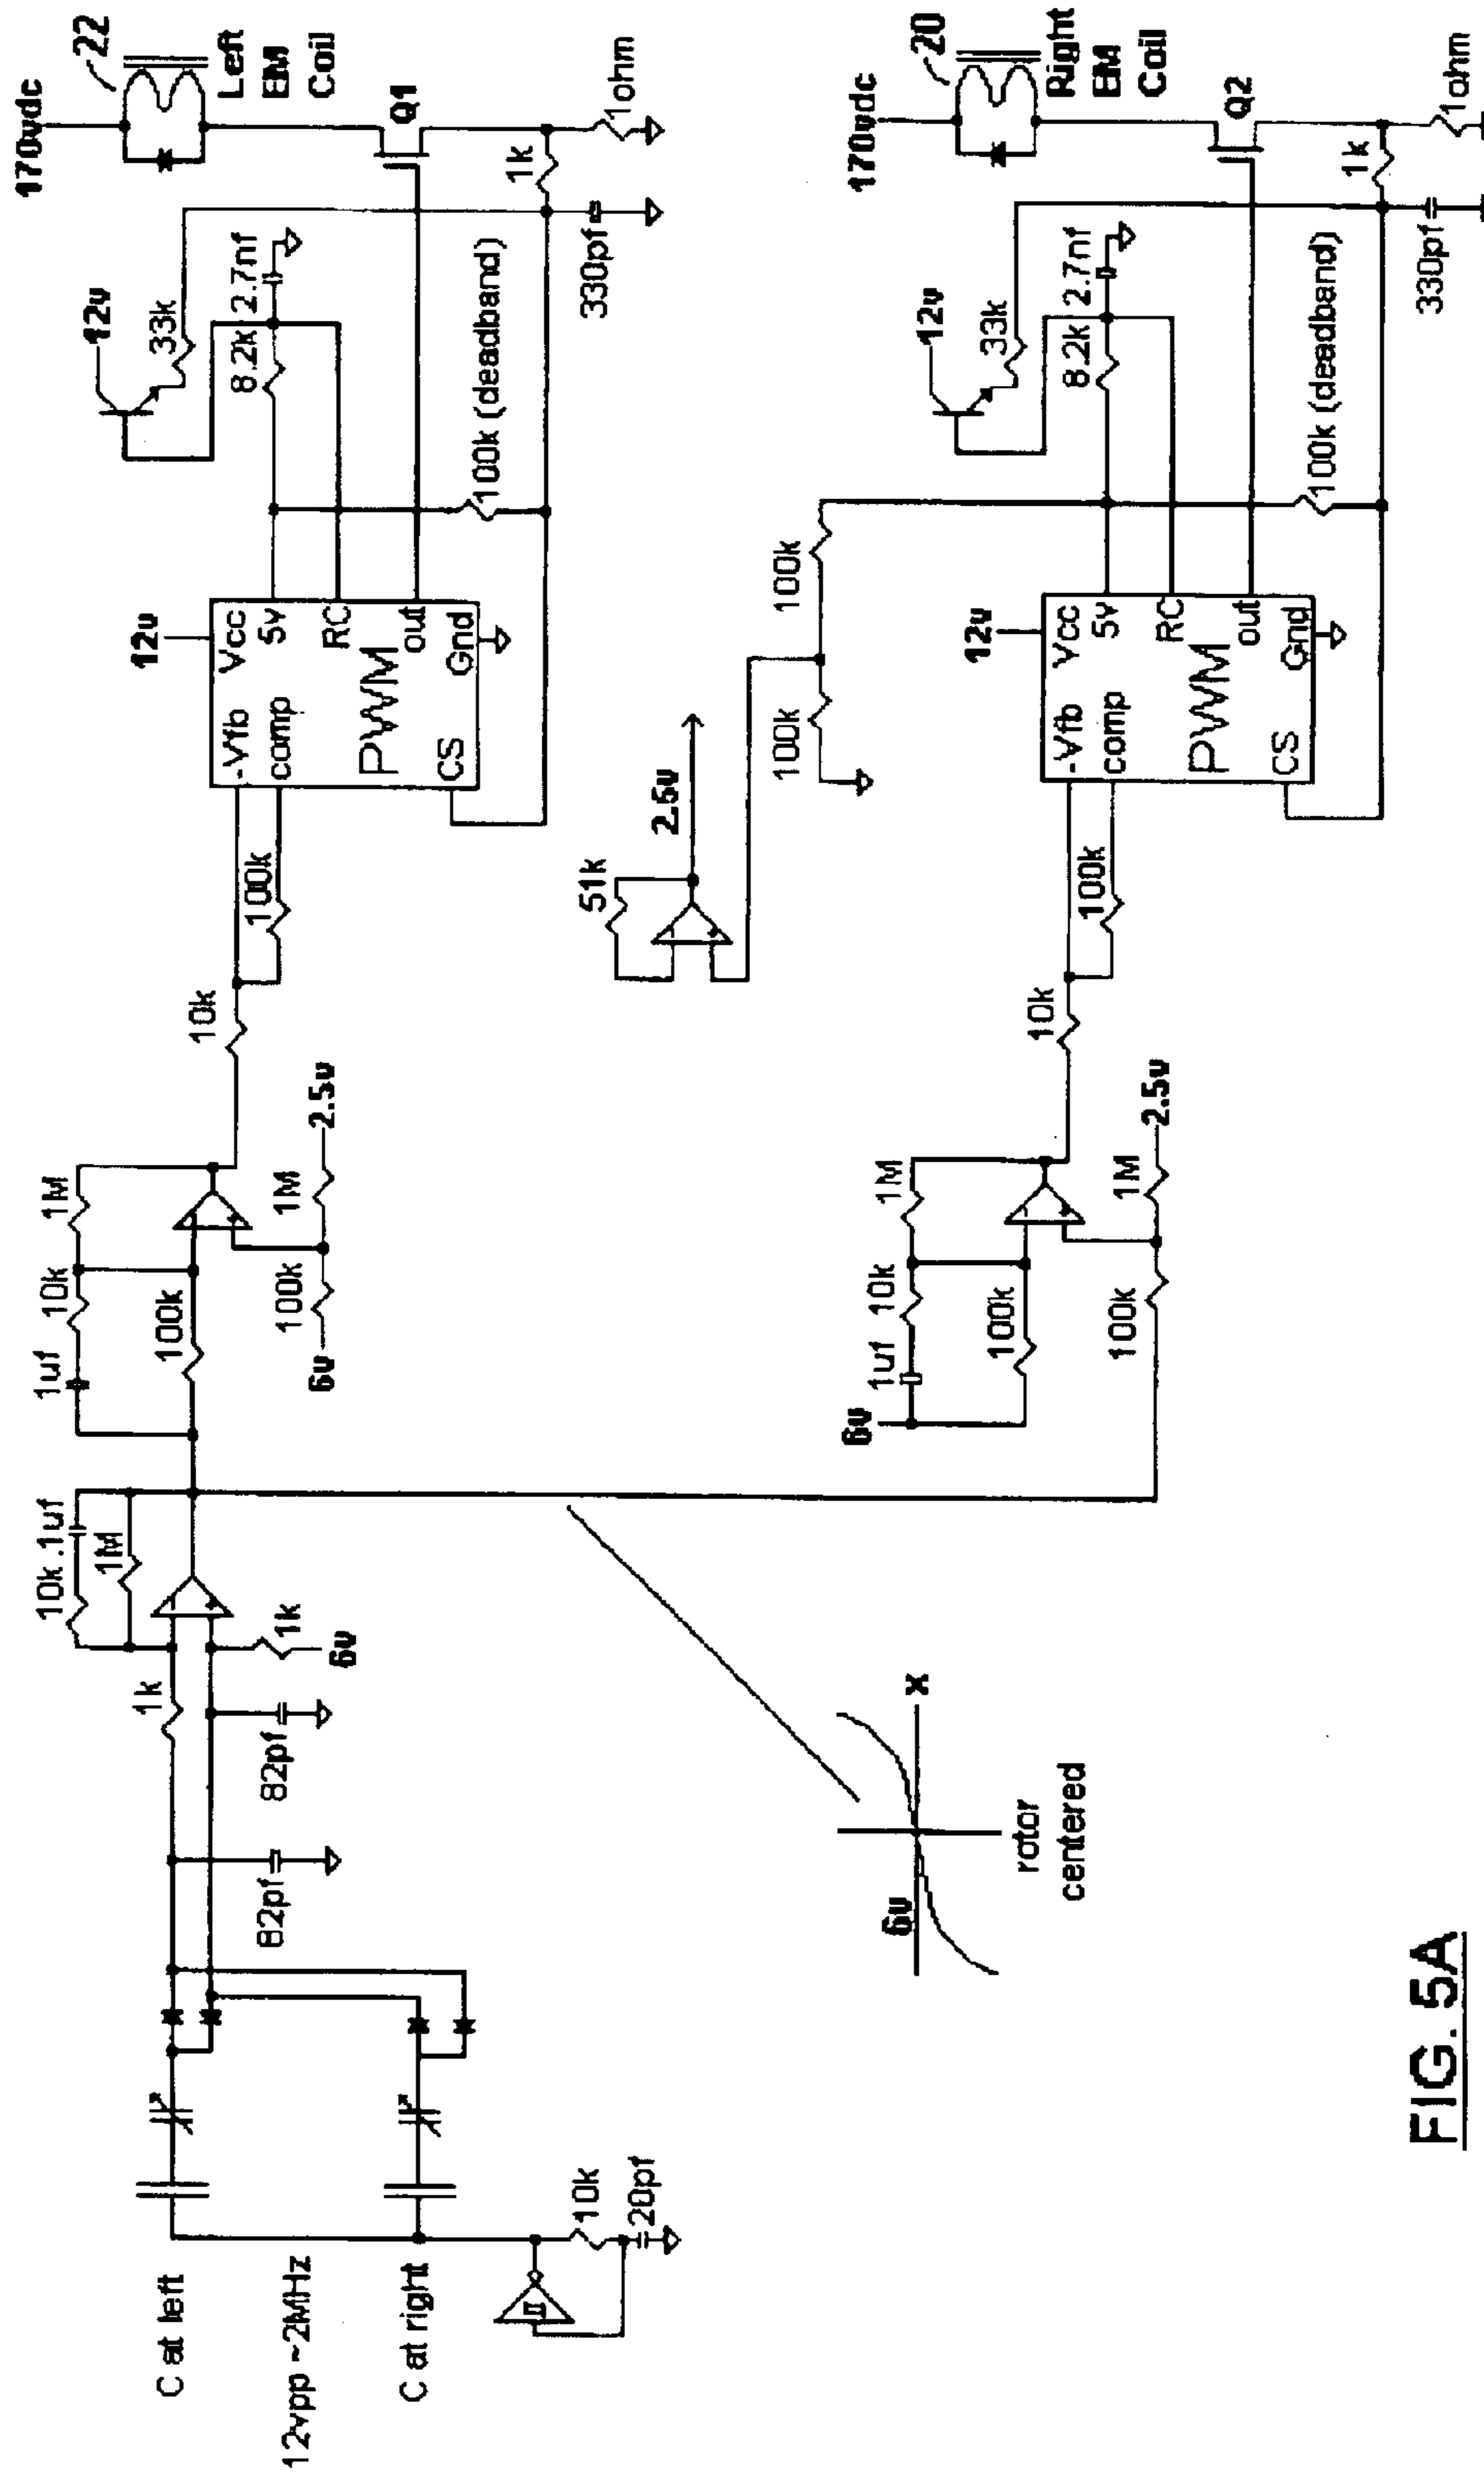 C at left
12vpp ~2MHz
C at right
10k
20pf
82pf
82pf
1k
10k .1uf
1M
1k
6v
1uf
10k
1M
100k
6v
100k
1M
2.5v
10k
100k
-Vfb
Vcc
comp
5v
RC
PWM
out
CS
Gnd
12v
12v
33k
8.2k
2.7nf
100k (deadband)
330pf
1k
1ohm
Q1
170vdc
22
Left
EM
Coil
6v
x
rotor
centered
6v
1uf
10k
1M
100k
100k
1M
2.5v
10k
100k
51k
2.5v
100k
100k
-Vfb
Vcc
comp
5v
RC
PWM
out
CS
Gnd
12v
12v
33k
8.2k
2.7nf
100k (deadband)
330pf
1k
1ohm
Q2
170vdc
20
Right
EM
Coil
FIG. 5A